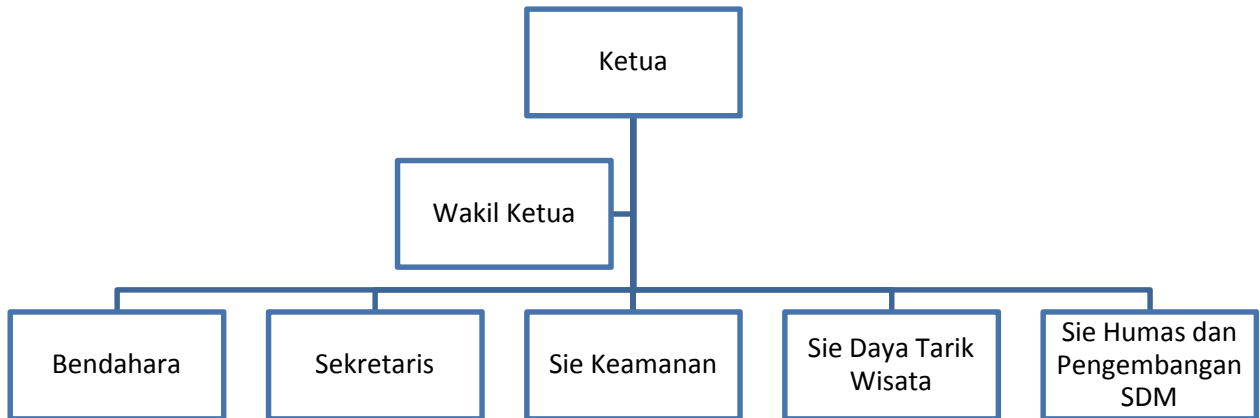 Ketua
Wakil Ketua
Bendahara
Sekretaris
Sie Keamanan
Sie Daya Tarik
Wisata
Sie Humas dan
Pengembangan
SDM